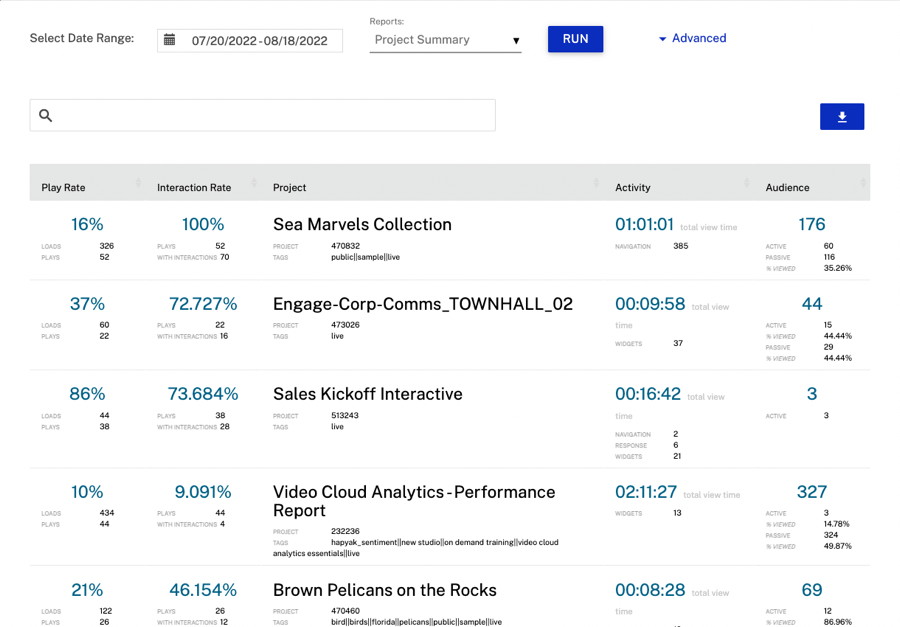 Reports:
Select Date Range: 07/20/2022 - 08/18/2022 Project Summary RUN Advanced
Play Rate Interaction Rate Project Activity Audience
16% 100% Sea Marvels Collection 01:01:01 total view time 176
LOADS 326 PLAYS 52 PROJECT 470832 NAVIGATION 385 ACTIVE 60
PLAYS 52 WITH INTERACTIONS 70 TAGS public||sample||live PASSIVE 116
% VIEWED 35.26%
37% 72.727% Engage-Corp-Comms_TOWNHALL_02 00:09:58 total view 44
LOADS 60 PLAYS 22 PROJECT 473026 time ACTIVE 15
PLAYS 22 WITH INTERACTIONS 16 TAGS live % VIEWED 44.44%
WIDGETS 37 PASSIVE 29
% VIEWED 44.44%
86% 73.684% Sales Kickoff Interactive 00:16:42 total view 3
LOADS 44 PLAYS 38 PROJECT 513243 time ACTIVE 3
PLAYS 38 WITH INTERACTIONS 28 TAGS live
NAVIGATION 2
RESPONSE 6
WIDGETS 21
10% 9.091% Video Cloud Analytics - Performance 02:11:27 total view time 327
Report
LOADS 434 PLAYS 44 WIDGETS 13 ACTIVE 3
PLAYS 44 WITH INTERACTIONS 4 % VIEWED 14.78%
PROJECT 232236 PASSIVE 324
TAGS hapyak_sentiment||new studio||on demand training||video cloud % VIEWED 49.87%
analytics essentials||live
21% 46.154% Brown Pelicans on the Rocks 00:08:28 total view 69
LOADS 122 PLAYS 26 PROJECT 470460 time ACTIVE 12
PLAYS 26 WITH INTERACTIONS 12 TAGS bird||birds||florida||pelicans||public||sample||live % VIEWED 86.96%